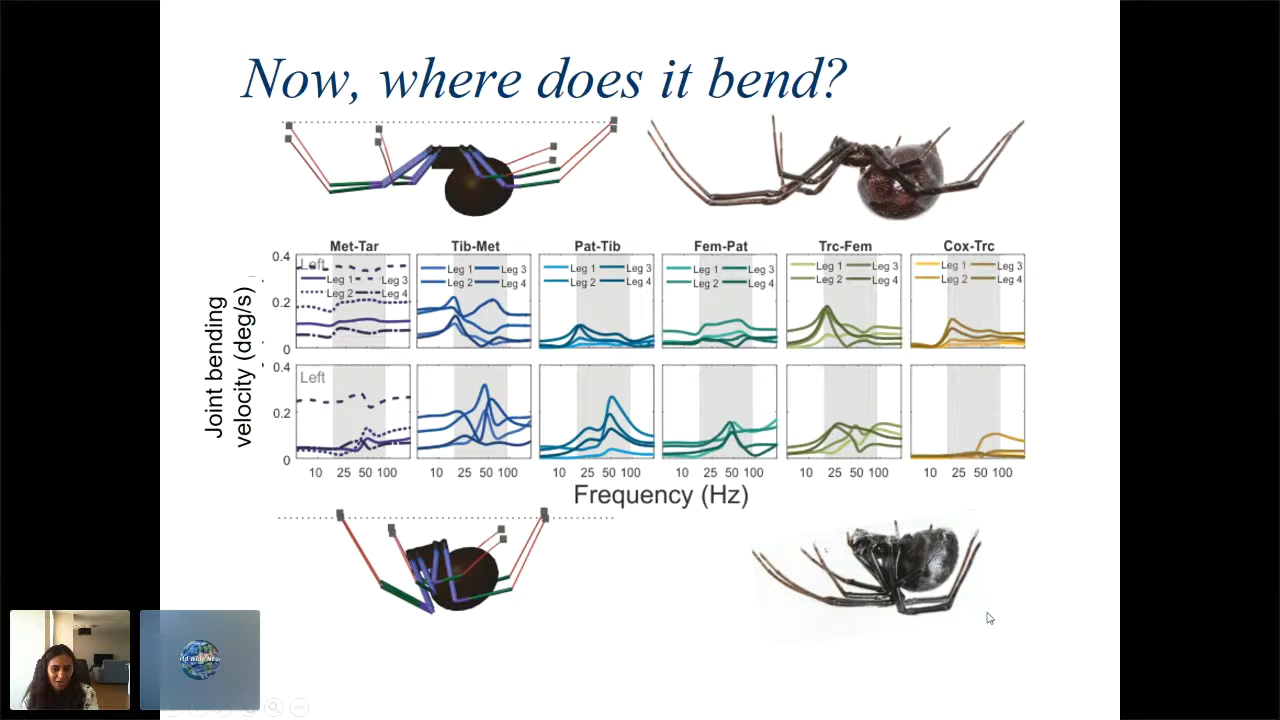 Now, where does it bend?
Met-Tar Tib-Met Pat-Tib Fem-Pat Trc-Fem Cox-Trc
Joint bending
velocity (deg/s)
0.4
0.2
0
Left
Leg 1 Leg 3
Leg 2 Leg 4
Leg 1 Leg 3
Leg 2 Leg 4
Leg 1 Leg 3
Leg 2 Leg 4
Leg 1 Leg 3
Leg 2 Leg 4
Leg 1 Leg 3
Leg 2 Leg 4
Leg 1 Leg 3
Leg 2 Leg 4
0.4
0.2
0
Left
10 25 50 100 10 25 50 100 10 25 50 100 10 25 50 100 10 25 50 100 10 25 50 100
Frequency (Hz)